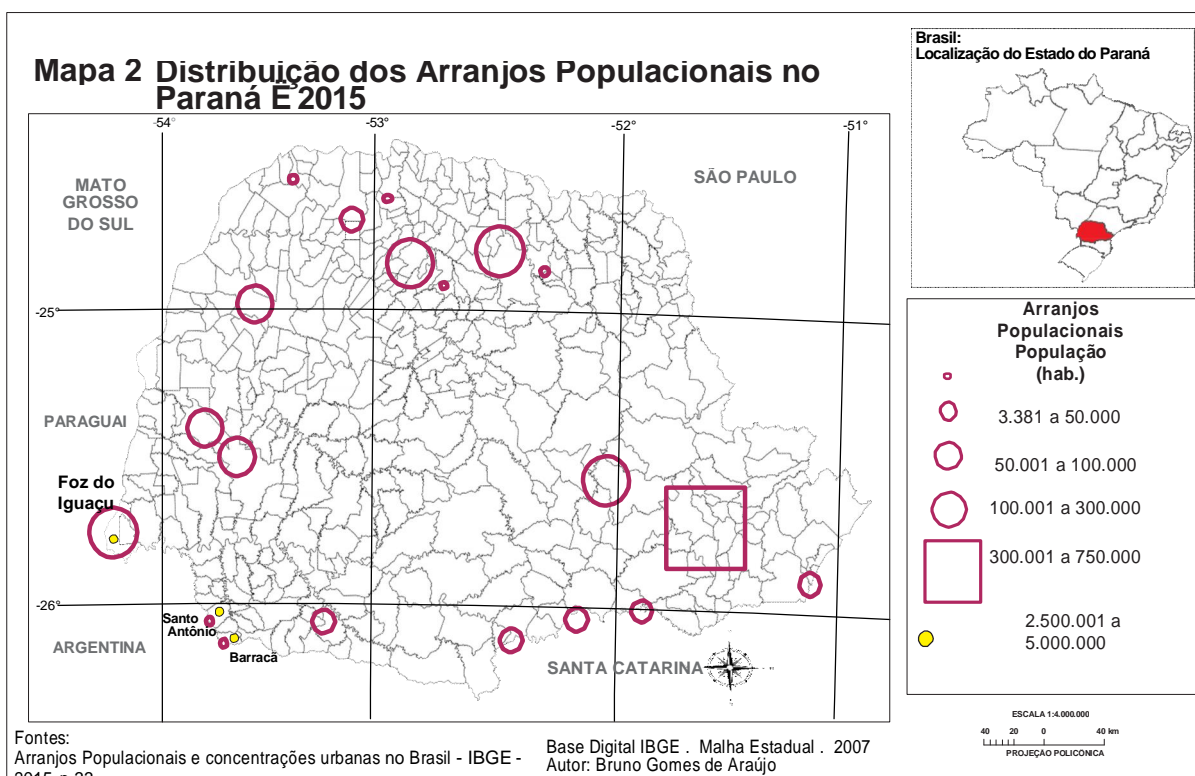 Mapa 2 Distribuição dos Arranjos Populacionais no
Paraná Ë 2015
-54°
-53°
-52°
-51°
-25°
-26°
MATO
GROSSO
DO SUL
SÃO PAULO
PARAGUAI
Foz do
Iguaçu
Santo
Antônio
Barracã
ARGENTINA
SANTA CATARINA
Brasil:
Localização do Estado do Paraná
Arranjos
Populacionais
População
(hab.)
3.381 a 50.000
50.001 a 100.000
100.001 a 300.000
300.001 a 750.000
2.500.001 a
5.000.000
ESCALA 1:4.000.000
40 20 0 40 km
PROJEÇÃO POLICÓNICA
Fontes:
Arranjos Populacionais e concentrações urbanas no Brasil - IBGE -
2015
Base Digital IBGE . Malha Estadual . 2007
Autor: Bruno Gomes de Araújo